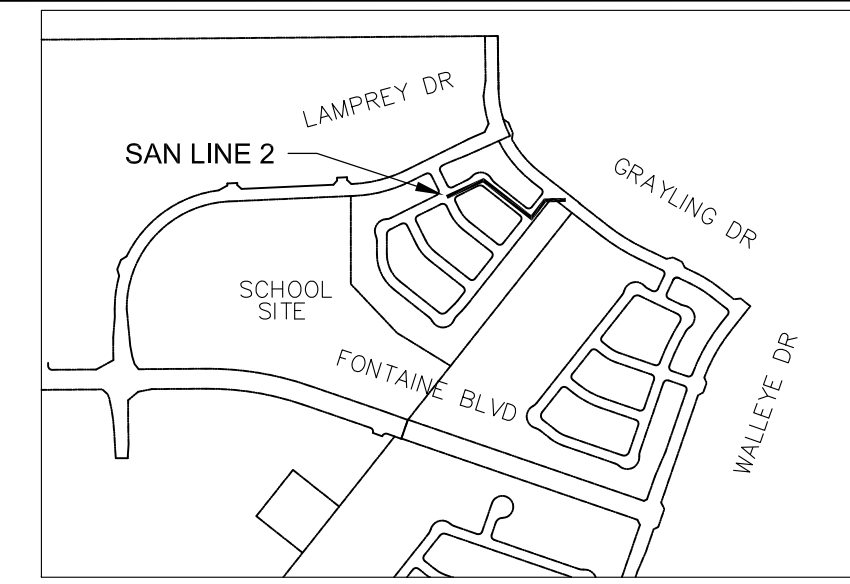 LAMPREY DR
SAN LINE 2
GRAYLING DR
SCHOOL
SITE
FONTAINE BLVD
WALLEYE DR